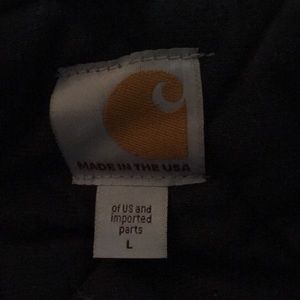 MADE IN THE USA
of US and
imported
parts
L